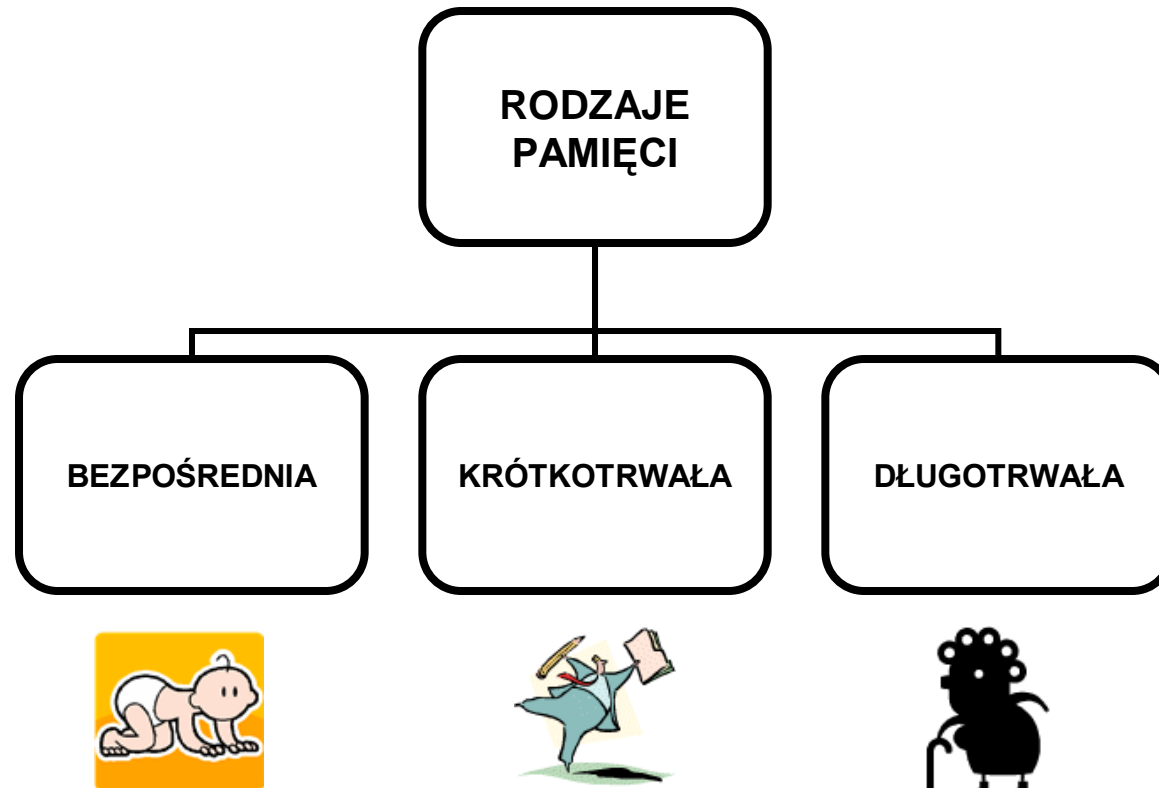 RODZAJE
PAMIĘCI
BEZPOŚREDNIA
KRÓTKOTRWAŁA
DŁUGOTRWAŁA